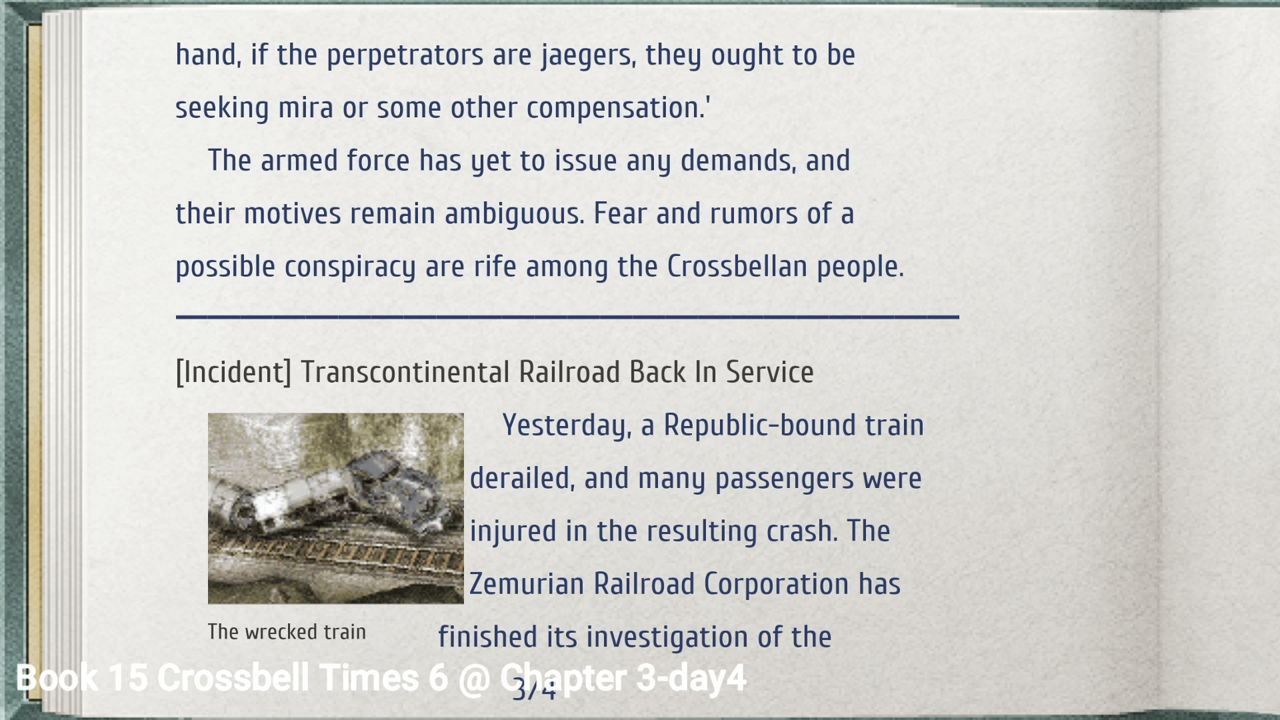 hand, if the perpetrators are jaegers, they ought to be
seeking mira or some other compensation.'
The armed force has yet to issue any demands, and
their motives remain ambiguous. Fear and rumors of a
possible conspiracy are rife among the Crossbellan people.
[Incident] Transcontinental Railroad Back In Service
Yesterday, a Republic-bound train
derailed, and many passengers were
injured in the resulting crash. The
Zemurian Railroad Corporation has
The wrecked train
finished its investigation of the
Book 15 Crossbell Times 6 @ Chapter 3-day4
3/4